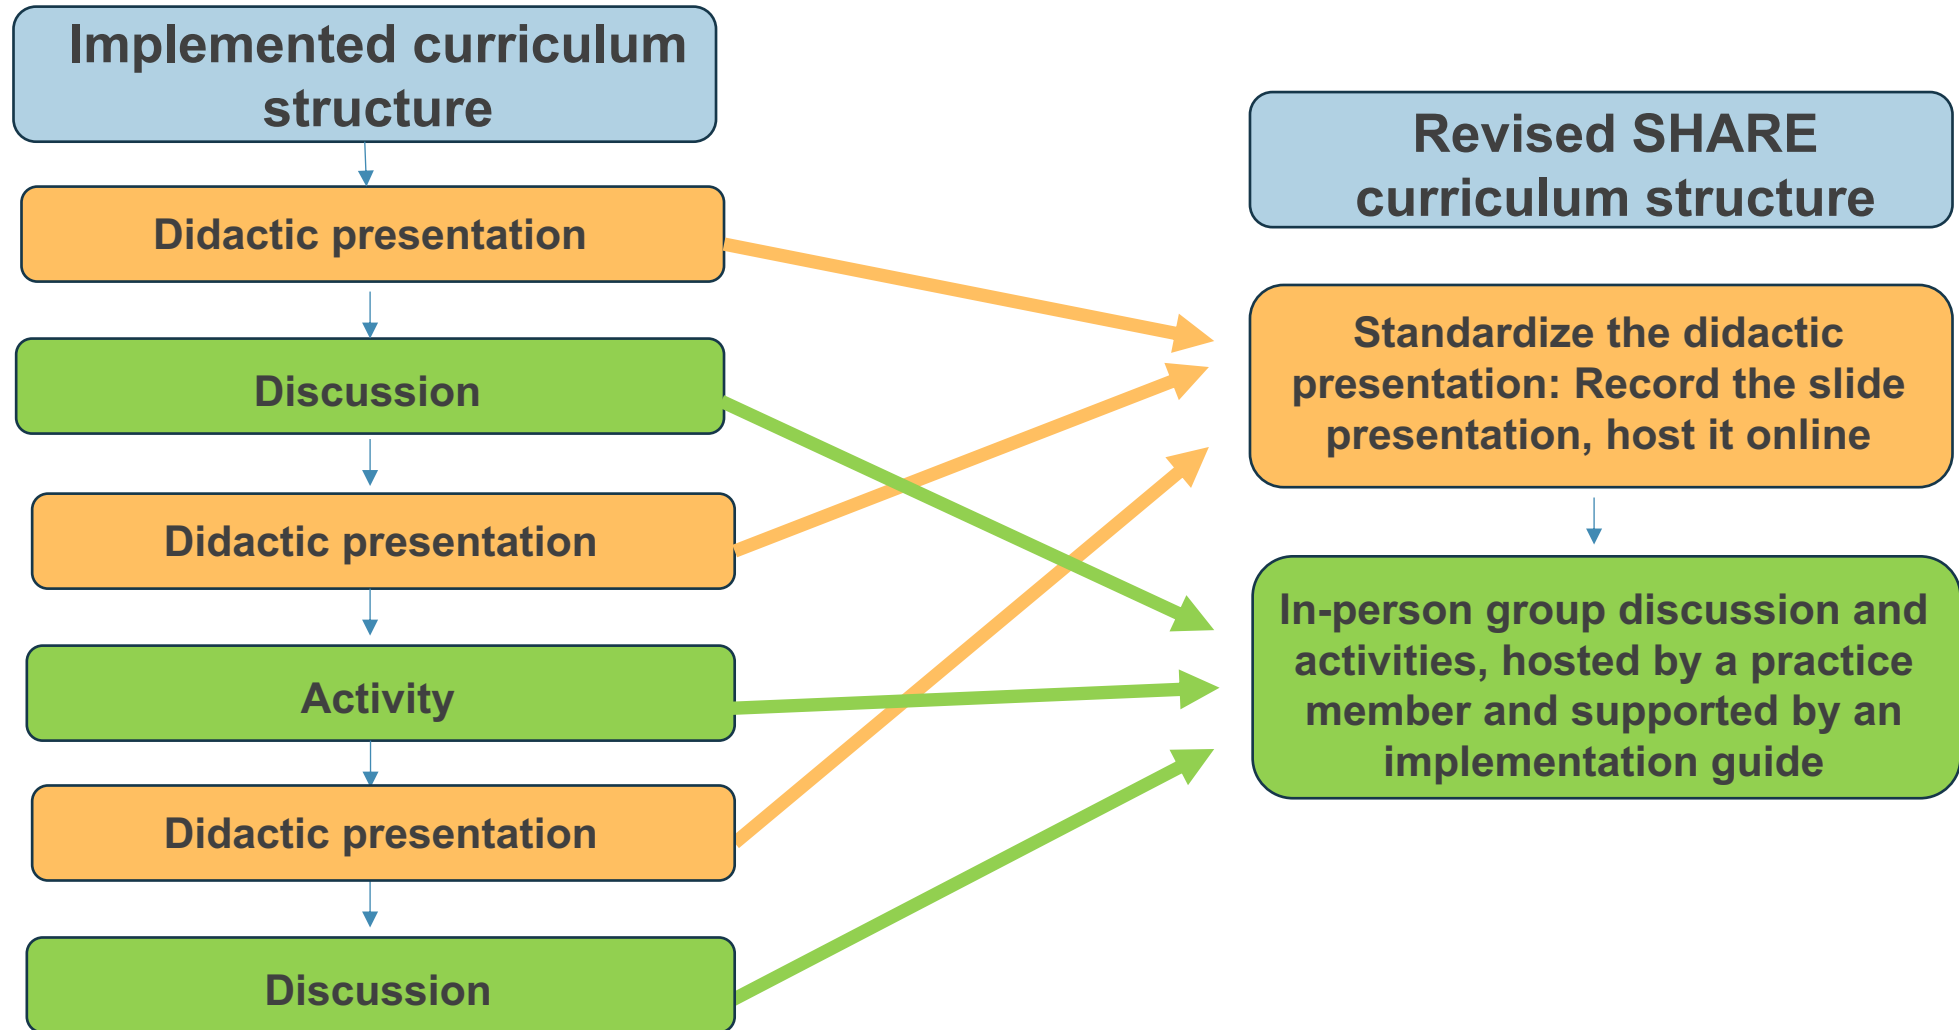 Implemented curriculum
structure
Didactic presentation
Discussion
Didactic presentation
Activity
Didactic presentation
Discussion
Revised SHARE
curriculum structure
Standardize the didactic
presentation: Record the slide
presentation, host it online
In-person group discussion and
activities, hosted by a practice
member and supported by an
implementation guide